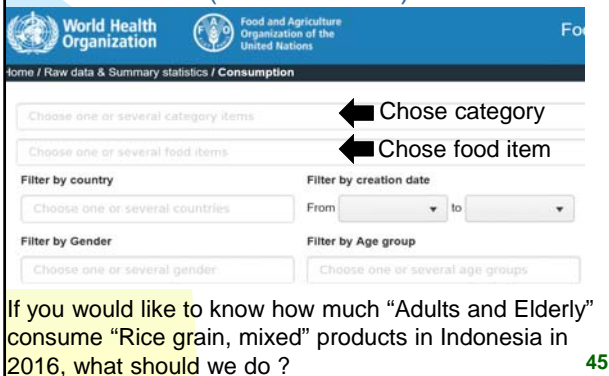 World Health
Organization
Food and Agriculture
Organization of the
United Nations
Home / Raw data & Summary statistics / Consumption
Choose one or several category items
Chose category
Choose one or several food items
Chose food item
Filter by country
Filter by creation date
Choose one or several countries
From
to
Filter by Gender
Filter by Age group
Choose one or several gender
Choose one or several age groups
If you would like to know how much “Adults and Elderly”
consume “Rice grain, mixed” products in Indonesia in
2016, what should we do ?
45